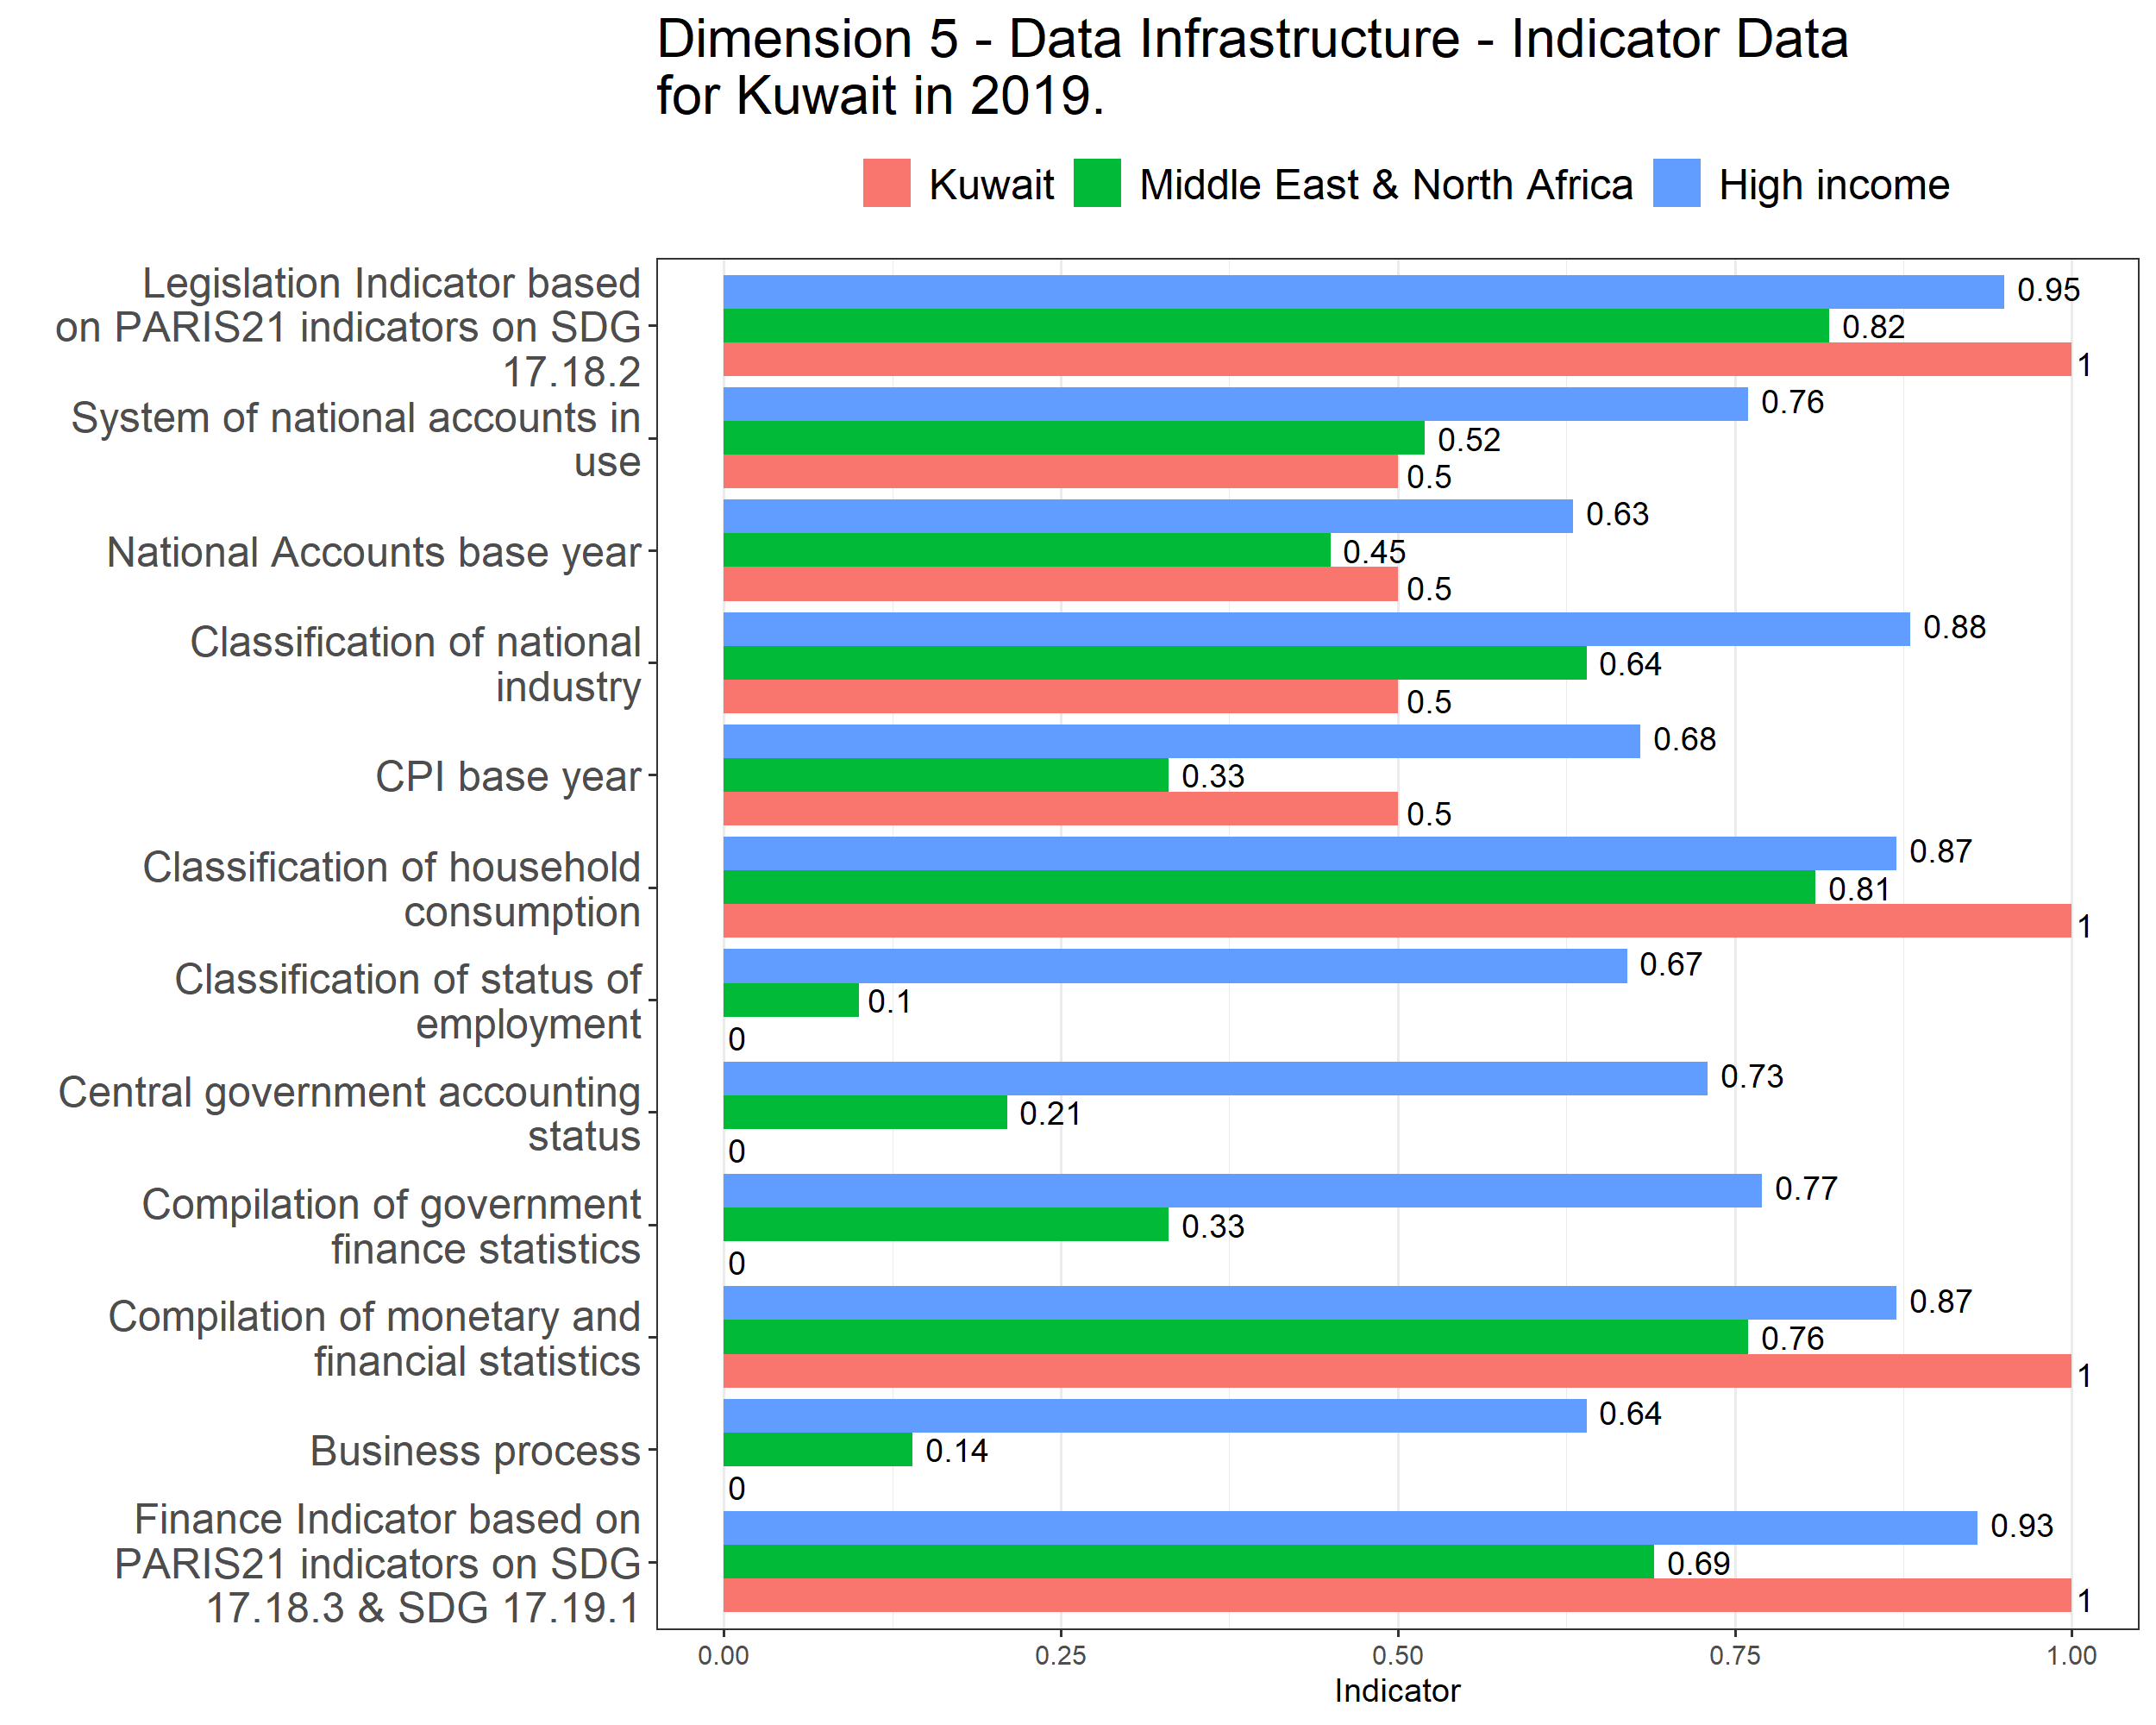 Dimension 5 - Data Infrastructure - Indicator Data
for Kuwait in 2019.
Kuwait Middle East & North Africa High income
Legislation Indicator based
on PARIS21 indicators on SDG
17.18.2
0.95
0.82
1
System of national accounts in
use
0.76
0.52
0.5
National Accounts base year
0.63
0.45
0.5
Classification of national
industry
0.88
0.64
0.5
CPI base year
0.68
0.33
0.5
Classification of household
consumption
0.87
0.81
1
Classification of status of
employment
0.67
0.1
0
Central government accounting
status
0.73
0.21
0
Compilation of government
finance statistics
0.77
0.33
0
Compilation of monetary and
financial statistics
0.87
0.76
1
Business process
0.64
0.14
0
Finance Indicator based on
PARIS21 indicators on SDG
17.18.3 & SDG 17.19.1
0.93
0.69
1
0.00 0.25 0.50 0.75 1.00
Indicator